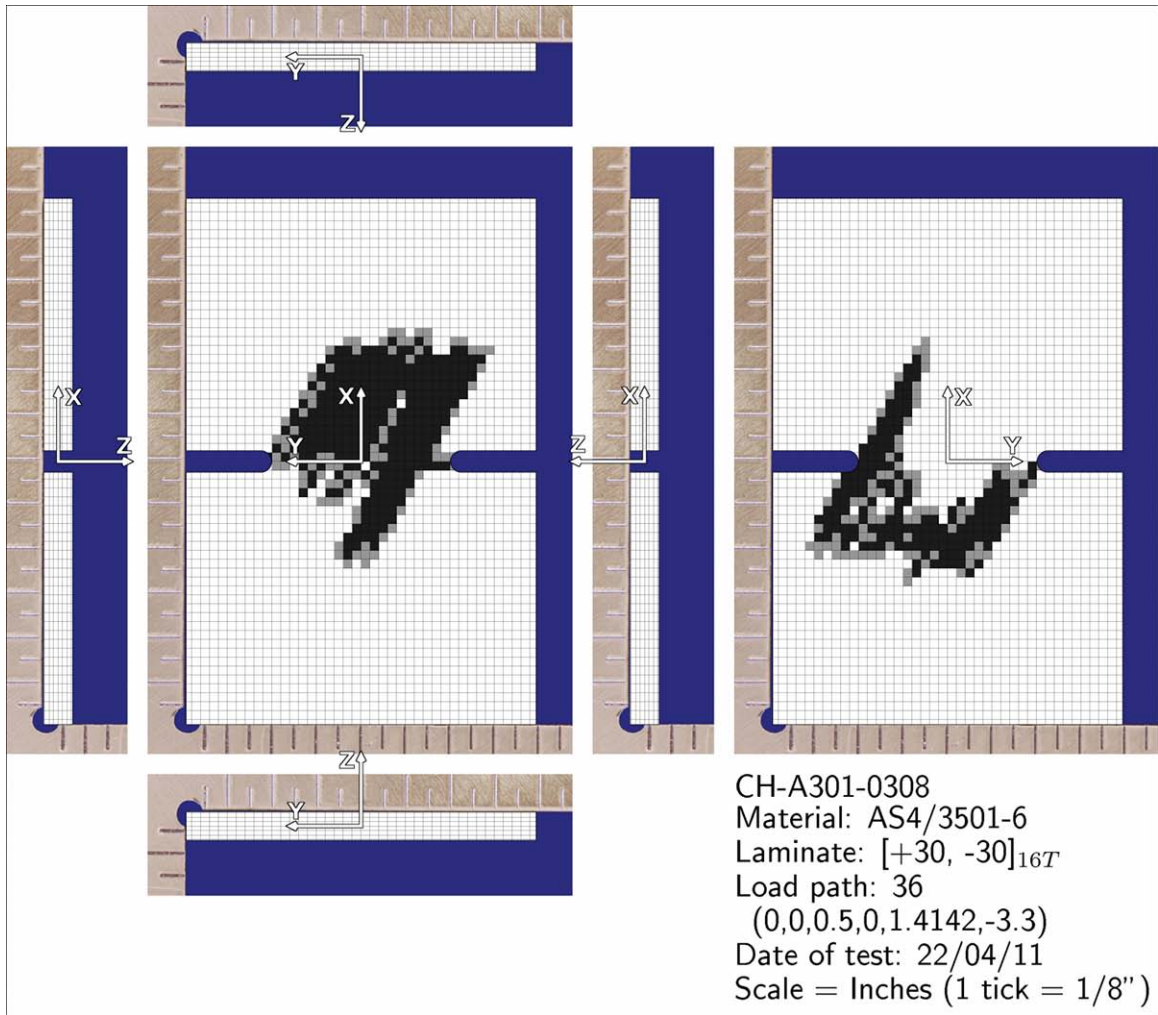 Y
Z
X
Z
X
Y
X
Z
X
Y
Z
Y
CH-A301-0308
Material: AS4/3501-6
Laminate: [+30, -30]16T
Load path: 36
(0,0,0.5,0,1.4142,-3.3)
Date of test: 22/04/11
Scale = Inches (1 tick = 1/8”)